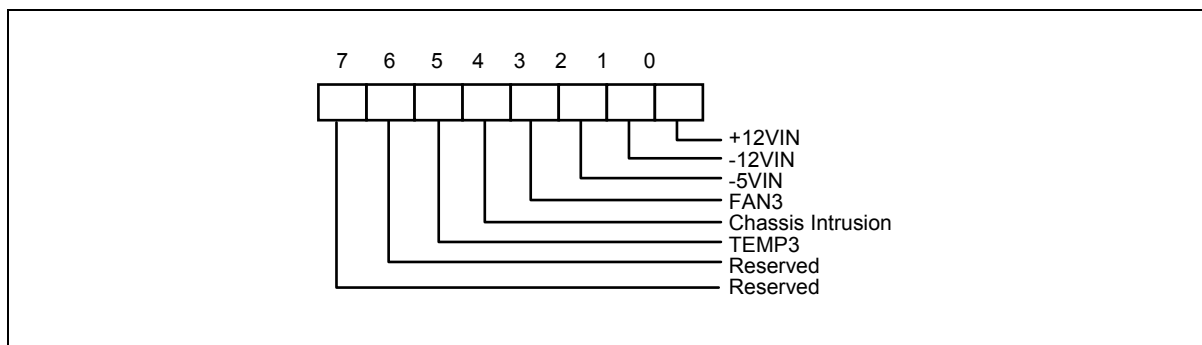 7 6 5 4 3 2 1 0
+12VIN
-12VIN
-5VIN
FAN3
Chassis Intrusion
TEMP3
Reserved
Reserved